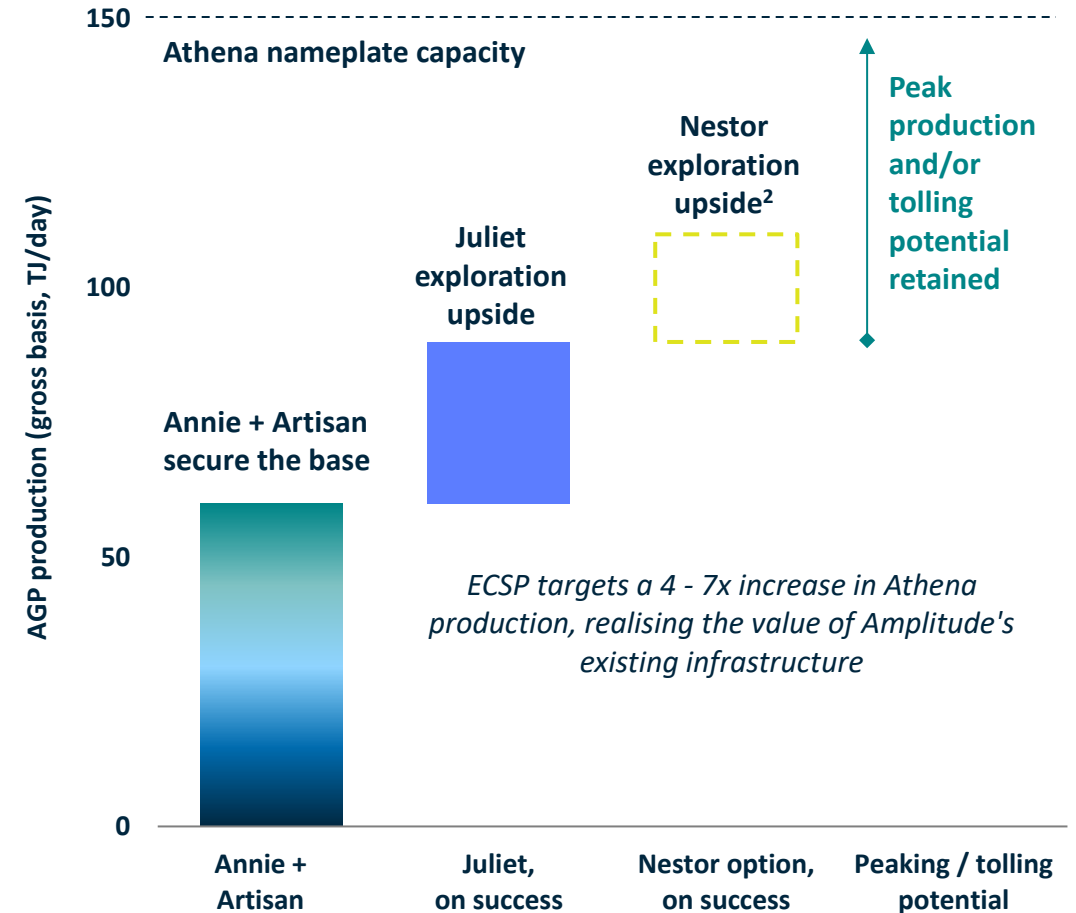 AGP production (gross basis, TJ/day)
150
100
50
0
Athena nameplate capacity
Annie + Artisan
secure the base
Juliet
exploration
upside
Nestor
exploration
upside²
Peak
production
and/or
tolling
potential
retained
ECSP targets a 4 - 7x increase in Athena
production, realising the value of Amplitude's
existing infrastructure
Annie +
Artisan
Juliet,
on success
Nestor option,
on success
Peaking / tolling
potential